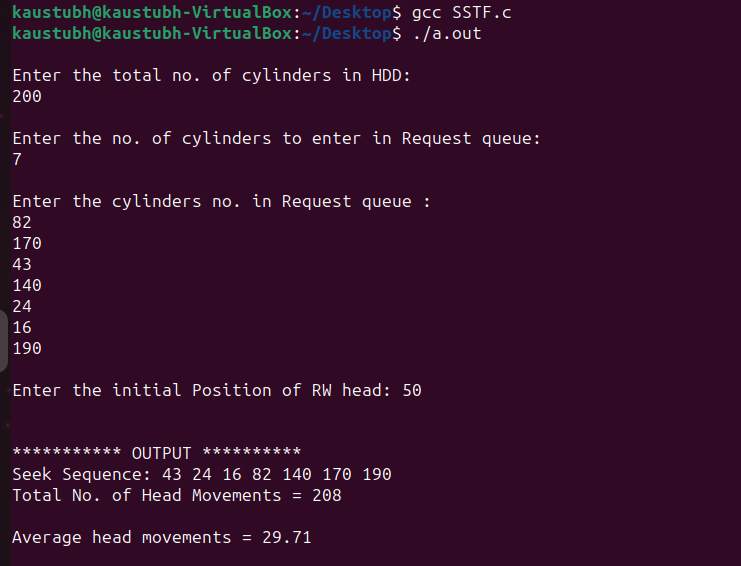 kaustubh@kaustubh-VirtualBox:~/Desktop$ gcc SSTF.c
kaustubh@kaustubh-VirtualBox:~/Desktop$ ./a.out
Enter the total no. of cylinders in HDD:
200
Enter the no. of cylinders to enter in Request queue:
7
Enter the cylinders no. in Request queue :
82
170
43
140
24
16
190
Enter the initial Position of RW head: 50
*********** OUTPUT **********
Seek Sequence: 43 24 16 82 140 170 190
Total No. of Head Movements = 208
Average head movements = 29.71